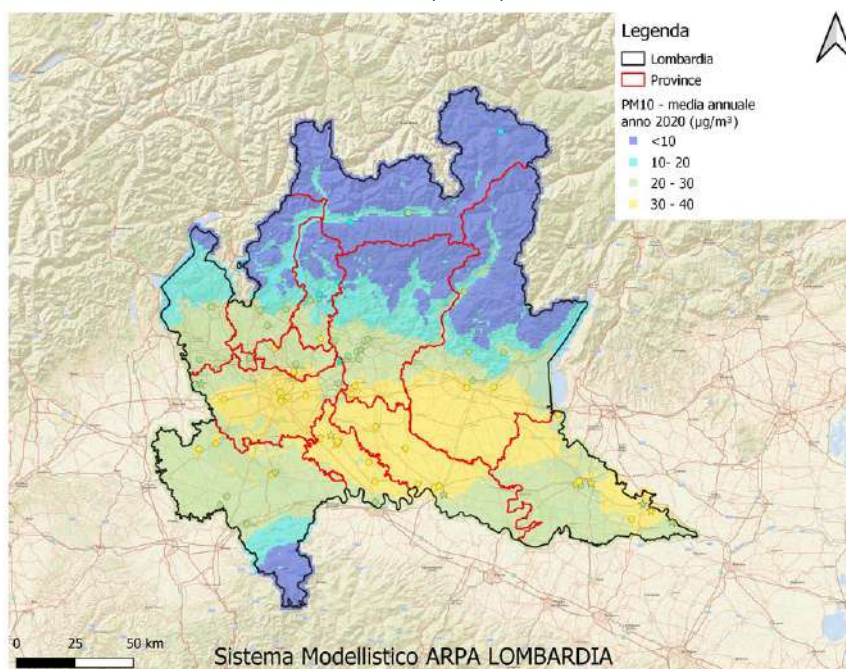 Legenda
Lombardia
Province
PM10 - media annuale
anno 2020 (µg/m³)
<10
10- 20
20 - 30
30 - 40
0 25 50 km
Sistema Modellistico ARPA LOMBARDIA